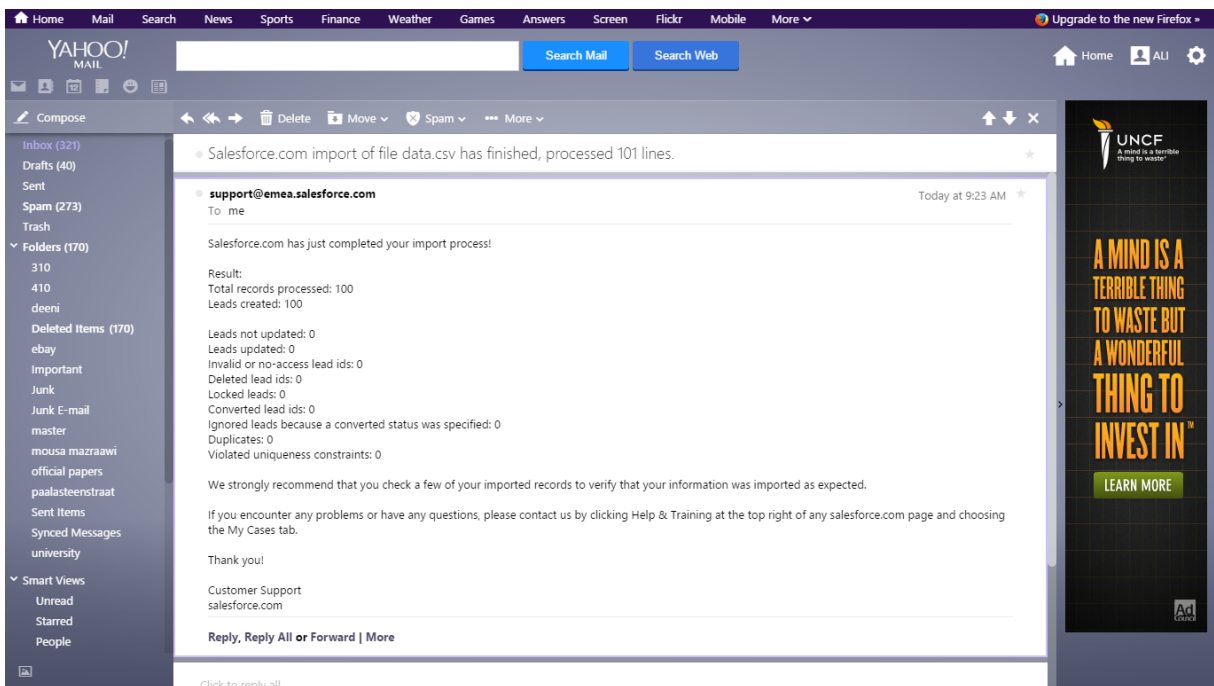 Home Mail Search News Sports Finance Weather Games Answers Screen Flickr Mobile More
Upgrade to the new Firefox »
YAHOO!
MAIL
Search Mail
Search Web
Home
ALI
12
Compose
Delete Move Spam More
Inbox (321)
Drafts (40)
Sent
Spam (273)
Trash
Folders (170)
310
410
deeni
Deleted Items (170)
ebay
Important
Junk
Junk E-mail
master
mousa mazraawi
official papers
paalasteenstraat
Sent Items
Synced Messages
university
Smart Views
Unread
Starred
People
Salesforce.com import of file data.csv has finished, processed 101 lines.
support@emea.salesforce.com
Today at 9:23 AM
To me
Salesforce.com has just completed your import process!
Result:
Total records processed: 100
Leads created: 100
Leads not updated: 0
Leads updated: 0
Invalid or no-access lead ids: 0
Deleted lead ids: 0
Locked leads: 0
Converted lead ids: 0
Ignored leads because a converted status was specified: 0
Duplicates: 0
Violated uniqueness constraints: 0
We strongly recommend that you check a few of your imported records to verify that your information was imported as expected.
If you encounter any problems or have any questions, please contact us by clicking Help & Training at the top right of any salesforce.com page and choosing
the My Cases tab.
Thank you!
Customer Support
salesforce.com
Reply, Reply All or Forward | More
Click to reply all
UNCF
A mind is a terrible
thing to waste®
A MIND IS A
TERRIBLE THING
TO WASTE BUT
A WONDERFUL
THING TO
INVEST IN™
LEARN MORE
Ad
Council